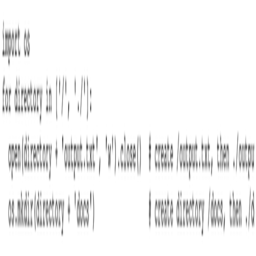 import os
for directory in ('/', './'):
open(directory + "output.txt", 'w').close() # create /output.txt, then ./outpu
os.mkdir(directory + 'docs') # create directory /docs, then ./d